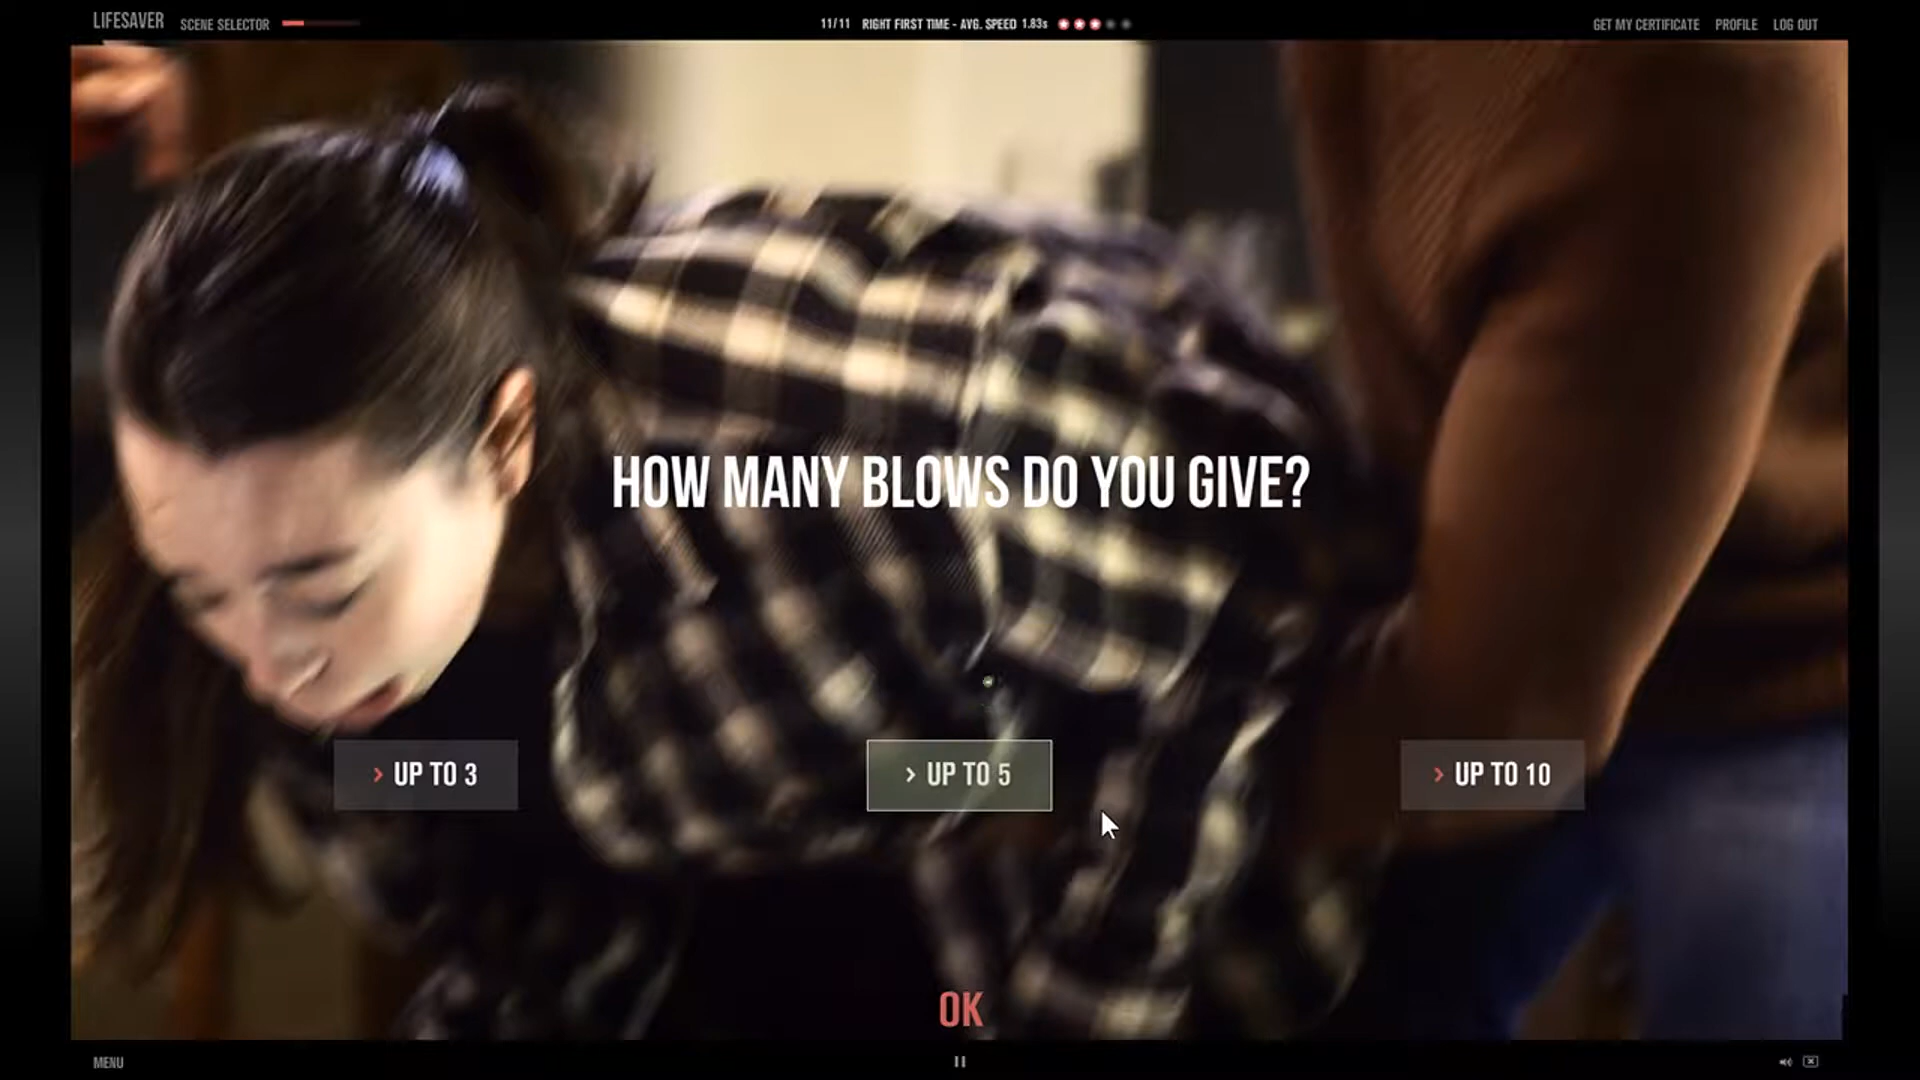 LIFESAVER SCENE SELECTOR 11/11 RIGHT FIRST TIME - AVG. SPEED 1.83s GET MY CERTIFICATE PROFILE LOG OUT
HOW MANY BLOWS DO YOU GIVE?
> UP TO 3 > UP TO 5 > UP TO 10
OK
MENU